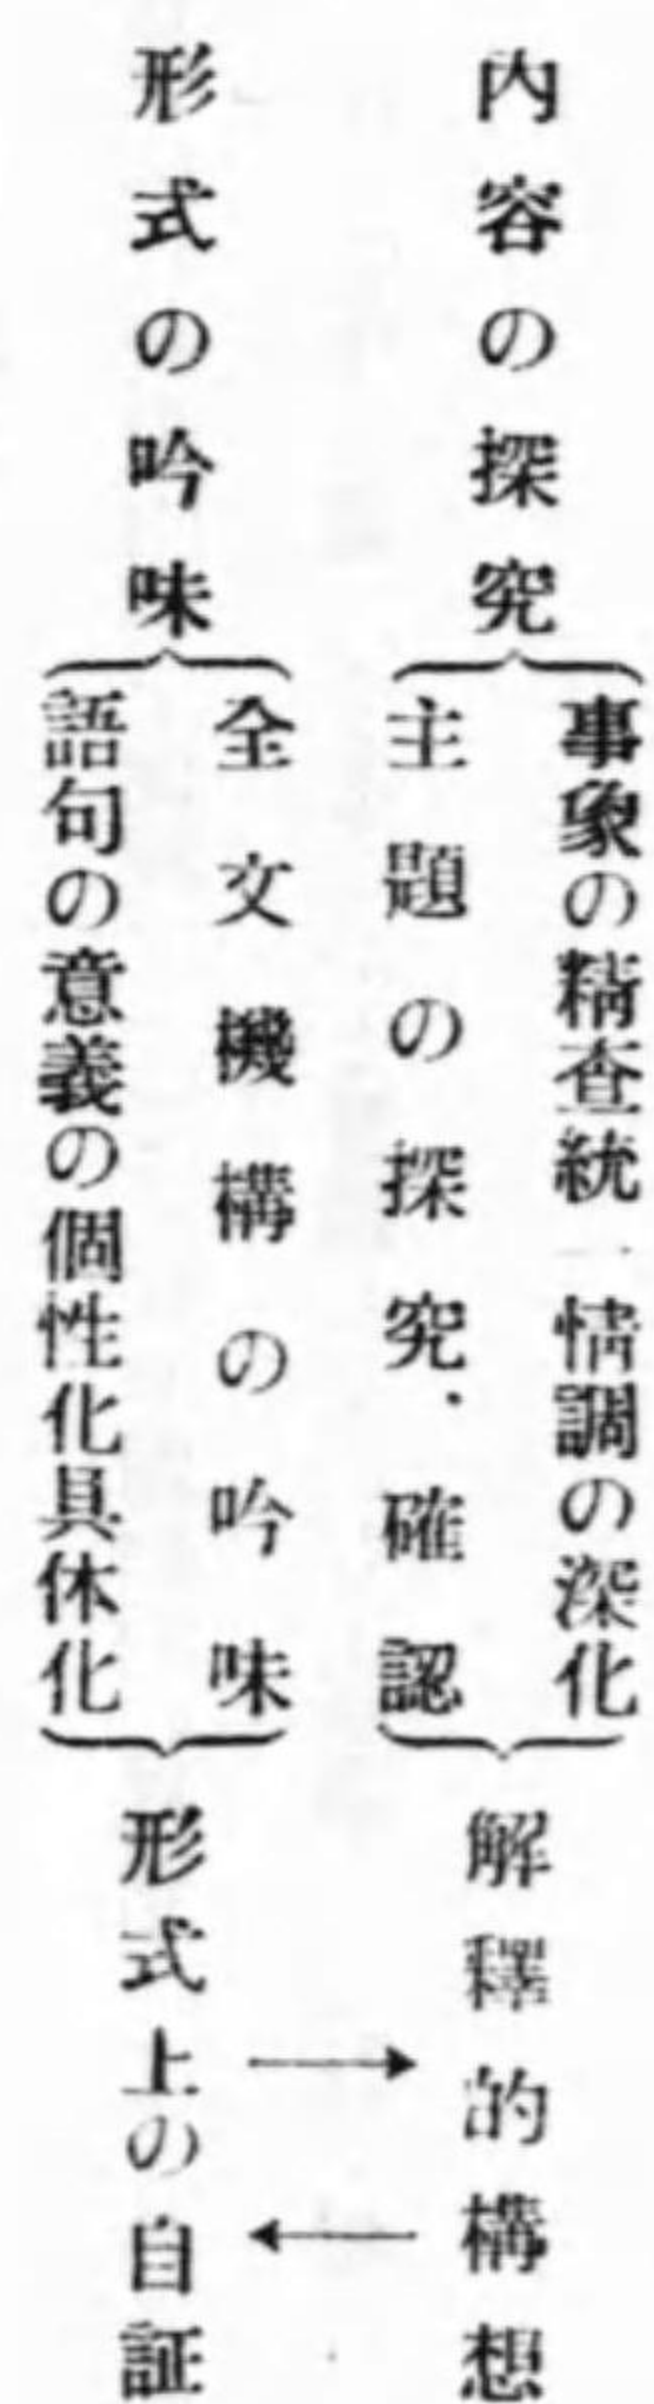 内容の探究
事象の精査統一情調の深化
主題の探究・確認
解釋的構想
形式の吟味
全文機構の吟味
語句の意義の個性化具体化
形式上の自証